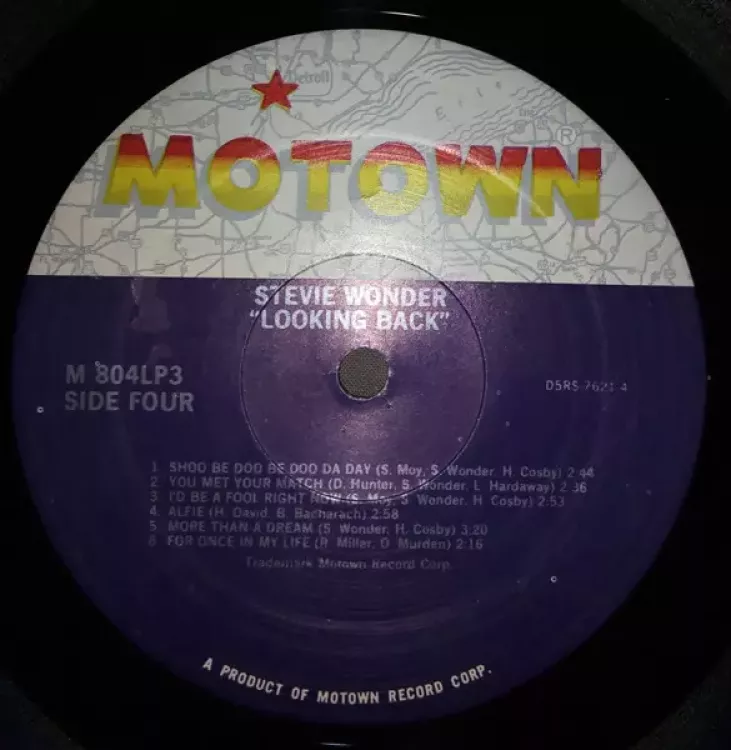 Detroit
ERIE
MOTOWN®
STEVIE WONDER
"LOOKING BACK"
M 804LP3
SIDE FOUR
D5RS-7621-4
1 SHOO BE DOO BE DOO DA DAY (S. Moy, S. Wonder, H. Cosby) 2:44
2 YOU MET YOUR MATCH (D. Hunter, S. Wonder, L. Hardaway) 2:36
3 I'D BE A FOOL RIGHT NOW (S. Moy, S. Wonder, H. Cosby) 2:53
4 ALFIE (H. David, B. Bacharach) 2:58
5 MORE THAN A DREAM (S. Wonder, H. Cosby) 3:20
6 FOR ONCE IN MY LIFE (R. Miller, O. Murden) 2:16
Trademark Motown Record Corp.
A PRODUCT OF MOTOWN RECORD CORP.